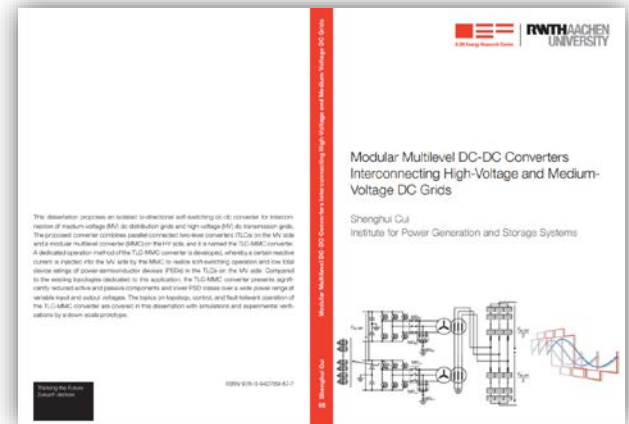 This dissertation proposes an isolated bi-directional soft-switching dc-dc converter for intercon-
nection of medium-voltage (MV) dc distribution grids and high-voltage (HV) dc transmission grids.
The proposed converter combines parallel-connected two-level converters (TLCs) on the MV side
and a modular multilevel converter (MMC) on the HV side, and it is named the TLC-MMC converter.
A dedicated operation method of the TLC-MMC converter is developed, whereby a certain reactive
current is injected into the MV side by the MMC to realize soft-switching operation and low total
device ratings of power semiconductor devices (PSDs) in the TLCs on the MV side. Compared
to the existing topologies dedicated to this application, the TLC-MMC converter presents signifi-
cantly reduced active and passive components and lower PSD losses over a wide power range at
variable input and output voltages. The topics on topology, control, and fault-tolerant operation of
the TLC-MMC converter are covered in this dissertation with simulations and experimental verifi-
cations by a down-scale prototype.
Thinking the Future
Zukunft denken
Modular Multilevel DC-DC Converters Interconnecting High-Voltage and Medium-Voltage DC Grids
Shenghui Cui
E.ON Energy Research Center
RWTH AACHEN
UNIVERSITY
Modular Multilevel DC-DC Converters
Interconnecting High-Voltage and Medium-
Voltage DC Grids
Shenghui Cui
Institute for Power Generation and Storage Systems